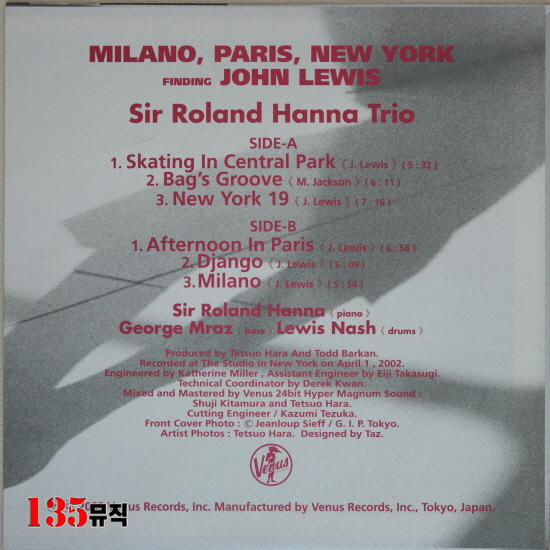 MILANO, PARIS, NEW YORK
FINDING JOHN LEWIS
Sir Roland Hanna Trio
SIDE-A
1. Skating In Central Park 〈 J. Lewis 〉 ( 5 : 32 )
2. Bag's Groove 〈 M. Jackson 〉 ( 6 : 11 )
3. New York 19 〈 J. Lewis 〉 ( 7 : 16 )
SIDE-B
1. Afternoon In Paris 〈 J. Lewis 〉 ( 6 : 58 )
2. Django 〈 J. Lewis 〉 ( 6 : 09 )
3. Milano 〈 J. Lewis 〉 ( 5 : 54 )
Sir Roland Hanna 〈 piano 〉
George Mraz 〈 bass 〉 Lewis Nash 〈 drums 〉
Produced by Tetsuo Hara And Todd Barkan.
Recorded at The Studio in New York on April 1 , 2002.
Engineered by Katherine Miller , Assistant Engineer by Eiji Takasugi.
Technical Coordinator by Derek Kwan.
Mixed and Mastered by Venus 24bit Hyper Magnum Sound :
Shuji Kitamura and Tetsuo Hara.
Cutting Engineer / Kazumi Tezuka.
Front Cover Photo : © Jeanloup Sieff / G. I. P. Tokyo.
Artist Photos : Tetsuo Hara. Designed by Taz.
Venus
Records, Inc. Manufactured by Venus Records, Inc., Tokyo, Japan.
135뮤직